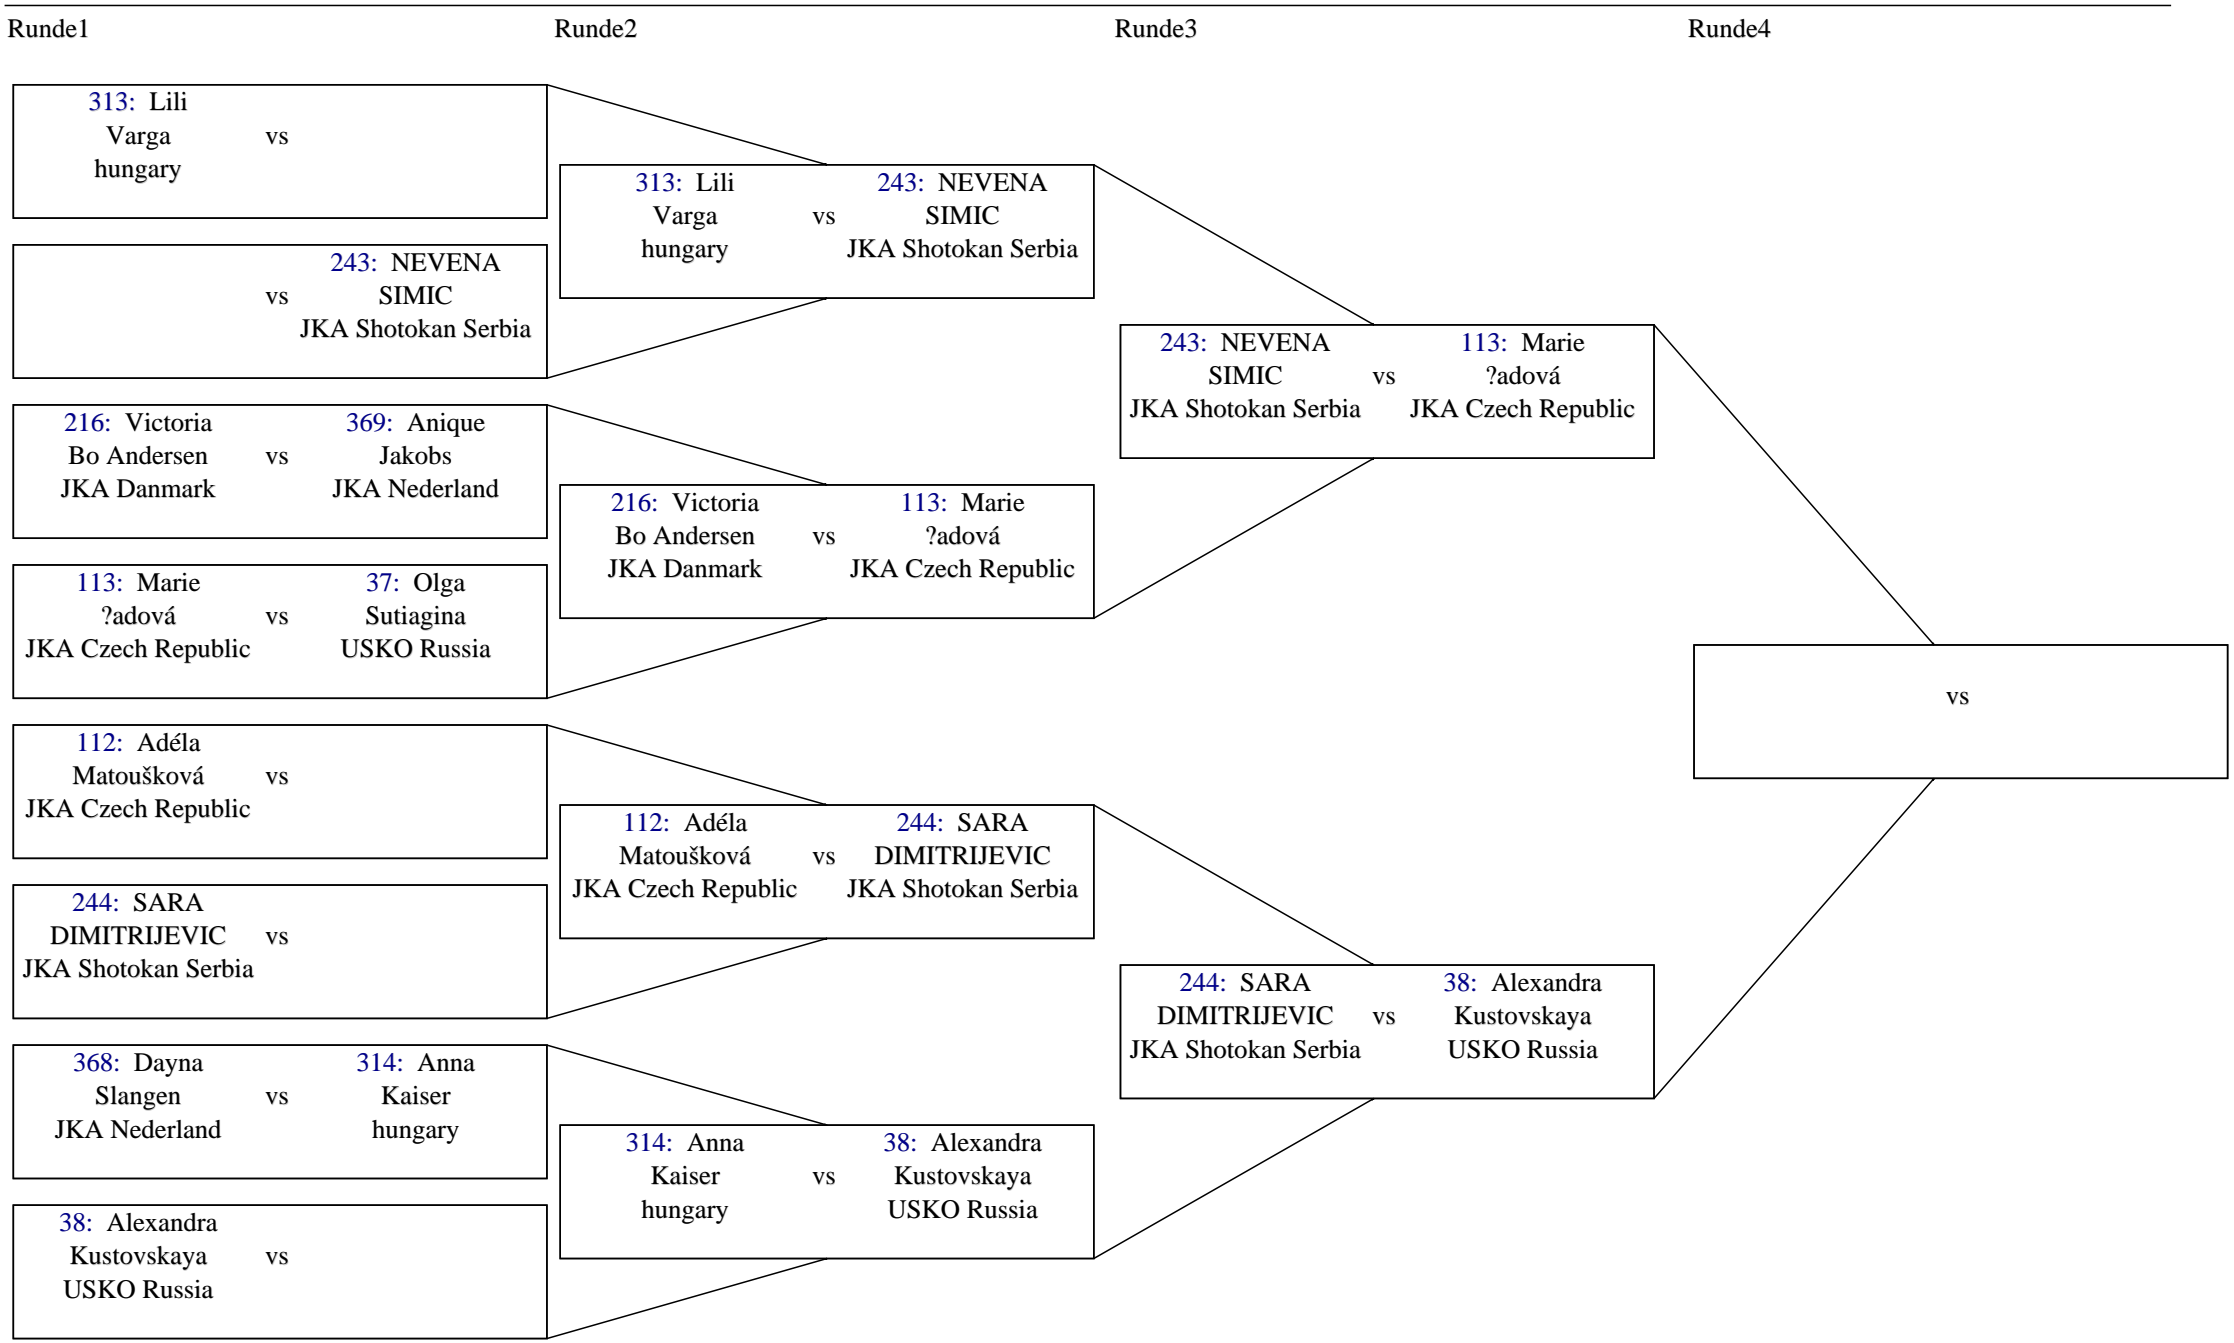 Runde1 Runde2 Runde3 Runde4
313: Lili
Varga vs
hungary
243: NEVENA
vs SIMIC
JKA Shotokan Serbia
216: Victoria 369: Anique
Bo Andersen vs Jakobs
JKA Danmark JKA Nederland
113: Marie 37: Olga
?adová vs Sutiagina
JKA Czech Republic USKO Russia
112: Adéla
Matoušková vs
JKA Czech Republic
244: SARA
DIMITRIJEVIC vs
JKA Shotokan Serbia
368: Dayna 314: Anna
Slangen vs Kaiser
JKA Nederland hungary
38: Alexandra
Kustovskaya vs
USKO Russia
313: Lili 243: NEVENA
Varga vs SIMIC
hungary JKA Shotokan Serbia
216: Victoria 113: Marie
Bo Andersen vs ?adová
JKA Danmark JKA Czech Republic
112: Adéla 244: SARA
Matoušková vs DIMITRIJEVIC
JKA Czech Republic JKA Shotokan Serbia
314: Anna 38: Alexandra
Kaiser vs Kustovskaya
hungary USKO Russia
243: NEVENA 113: Marie
SIMIC vs ?adová
JKA Shotokan Serbia JKA Czech Republic
244: SARA 38: Alexandra
DIMITRIJEVIC vs Kustovskaya
JKA Shotokan Serbia USKO Russia
vs